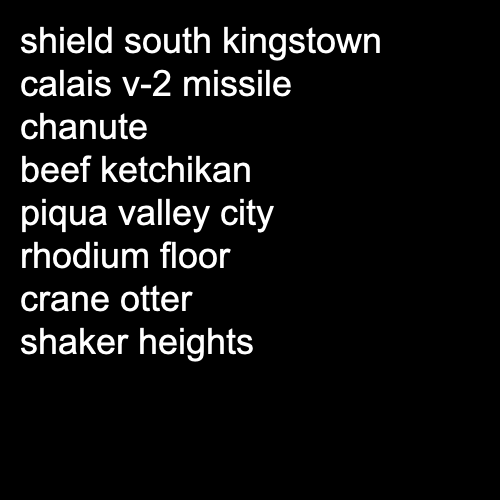 shield south kingstown
calais v-2 missile
chanute
beef ketchikan
piqua valley city
rhodium floor
crane otter
shaker heights